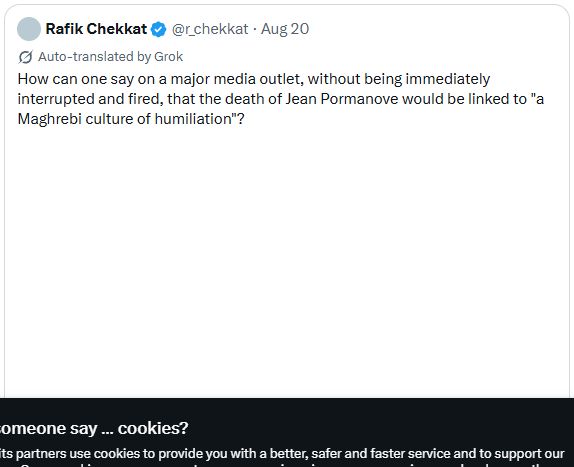 Rafik Chekkat @r_chekkat · Aug 20
Auto-translated by Grok
How can one say on a major media outlet, without being immediately
interrupted and fired, that the death of Jean Pormanove would be linked to "a
Maghrebi culture of humiliation"?
omeone say ... cookies?
its partners use cookies to provide you with a better, safer and faster service and to support our